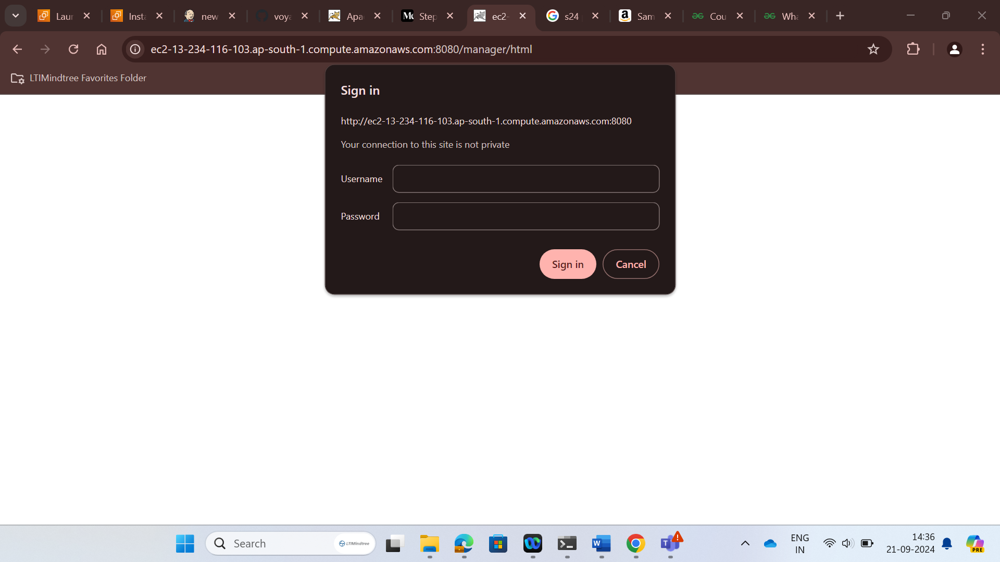 Laun
Insta
new
voya
Apa
Step
ec2-
s24
Sam
Cou
Wha
ec2-13-234-116-103.ap-south-1.compute.amazonaws.com:8080/manager/html
LTIMindtree Favorites Folder
Sign in
http://ec2-13-234-116-103.ap-south-1.compute.amazonaws.com:8080
Your connection to this site is not private
Username
Password
Sign in
Cancel
Search
LTIMindtree
ENG
IN
14:36
21-09-2024
PRE